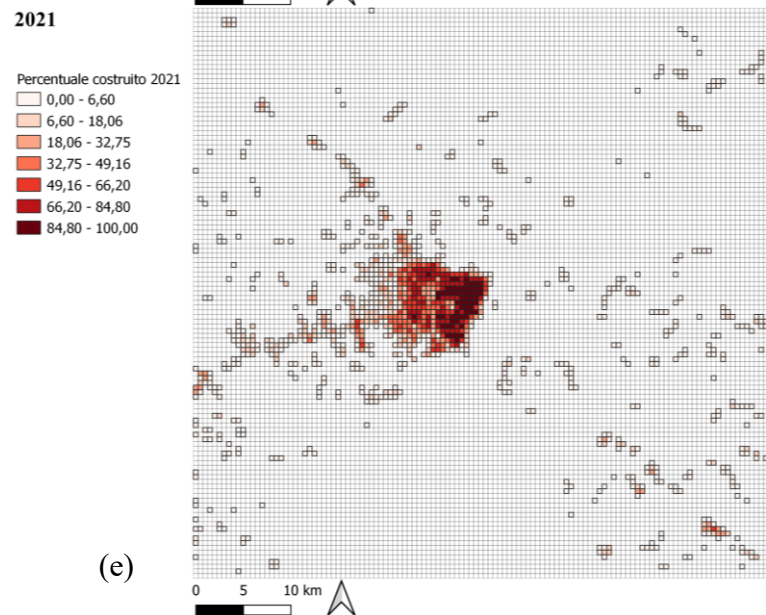 2021
Percentuale costruito 2021
0,00 - 6,60
6,60 - 18,06
18,06 - 32,75
32,75 - 49,16
49,16 - 66,20
66,20 - 84,80
84,80 - 100,00
(e)
0 5 10 km